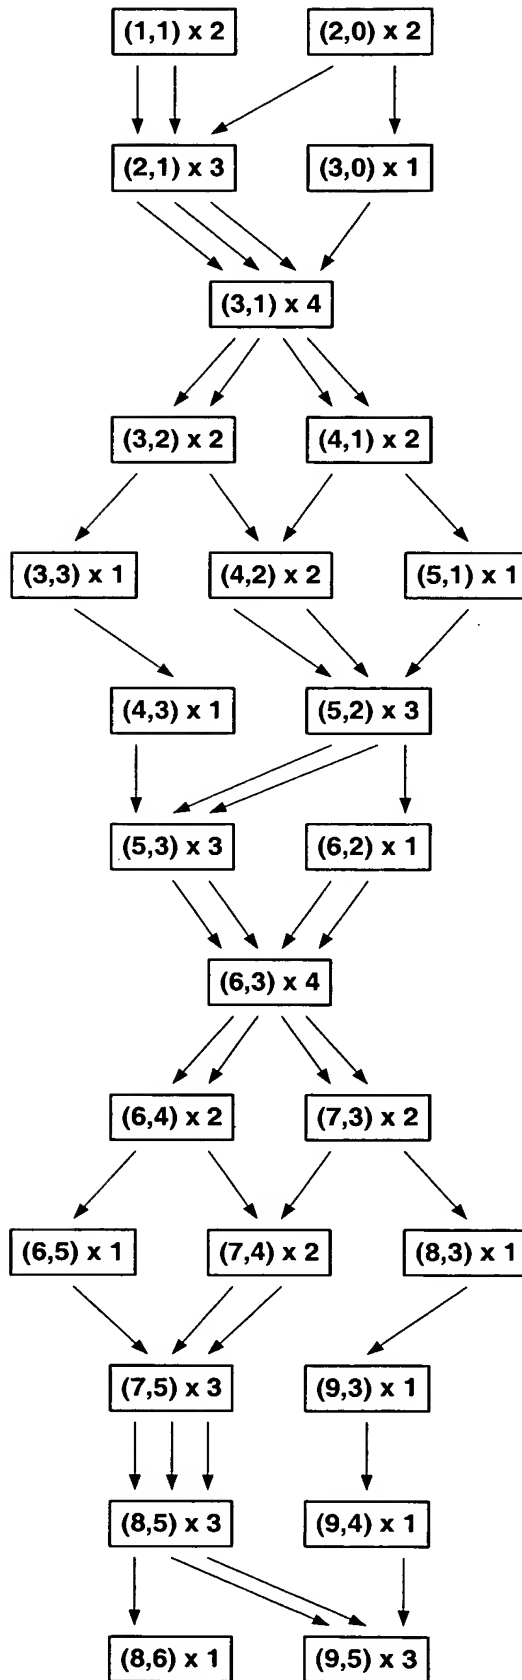 (1,1) x 2 (2,0) x 2
(2,1) x 3 (3,0) x 1
(3,1) x 4
(3,2) x 2 (4,1) x 2
(3,3) x 1 (4,2) x 2 (5,1) x 1
(4,3) x 1 (5,2) x 3
(5,3) x 3 (6,2) x 1
(6,3) x 4
(6,4) x 2 (7,3) x 2
(6,5) x 1 (7,4) x 2 (8,3) x 1
(7,5) x 3 (9,3) x 1
(8,5) x 3 (9,4) x 1
(8,6) x 1 (9,5) x 3